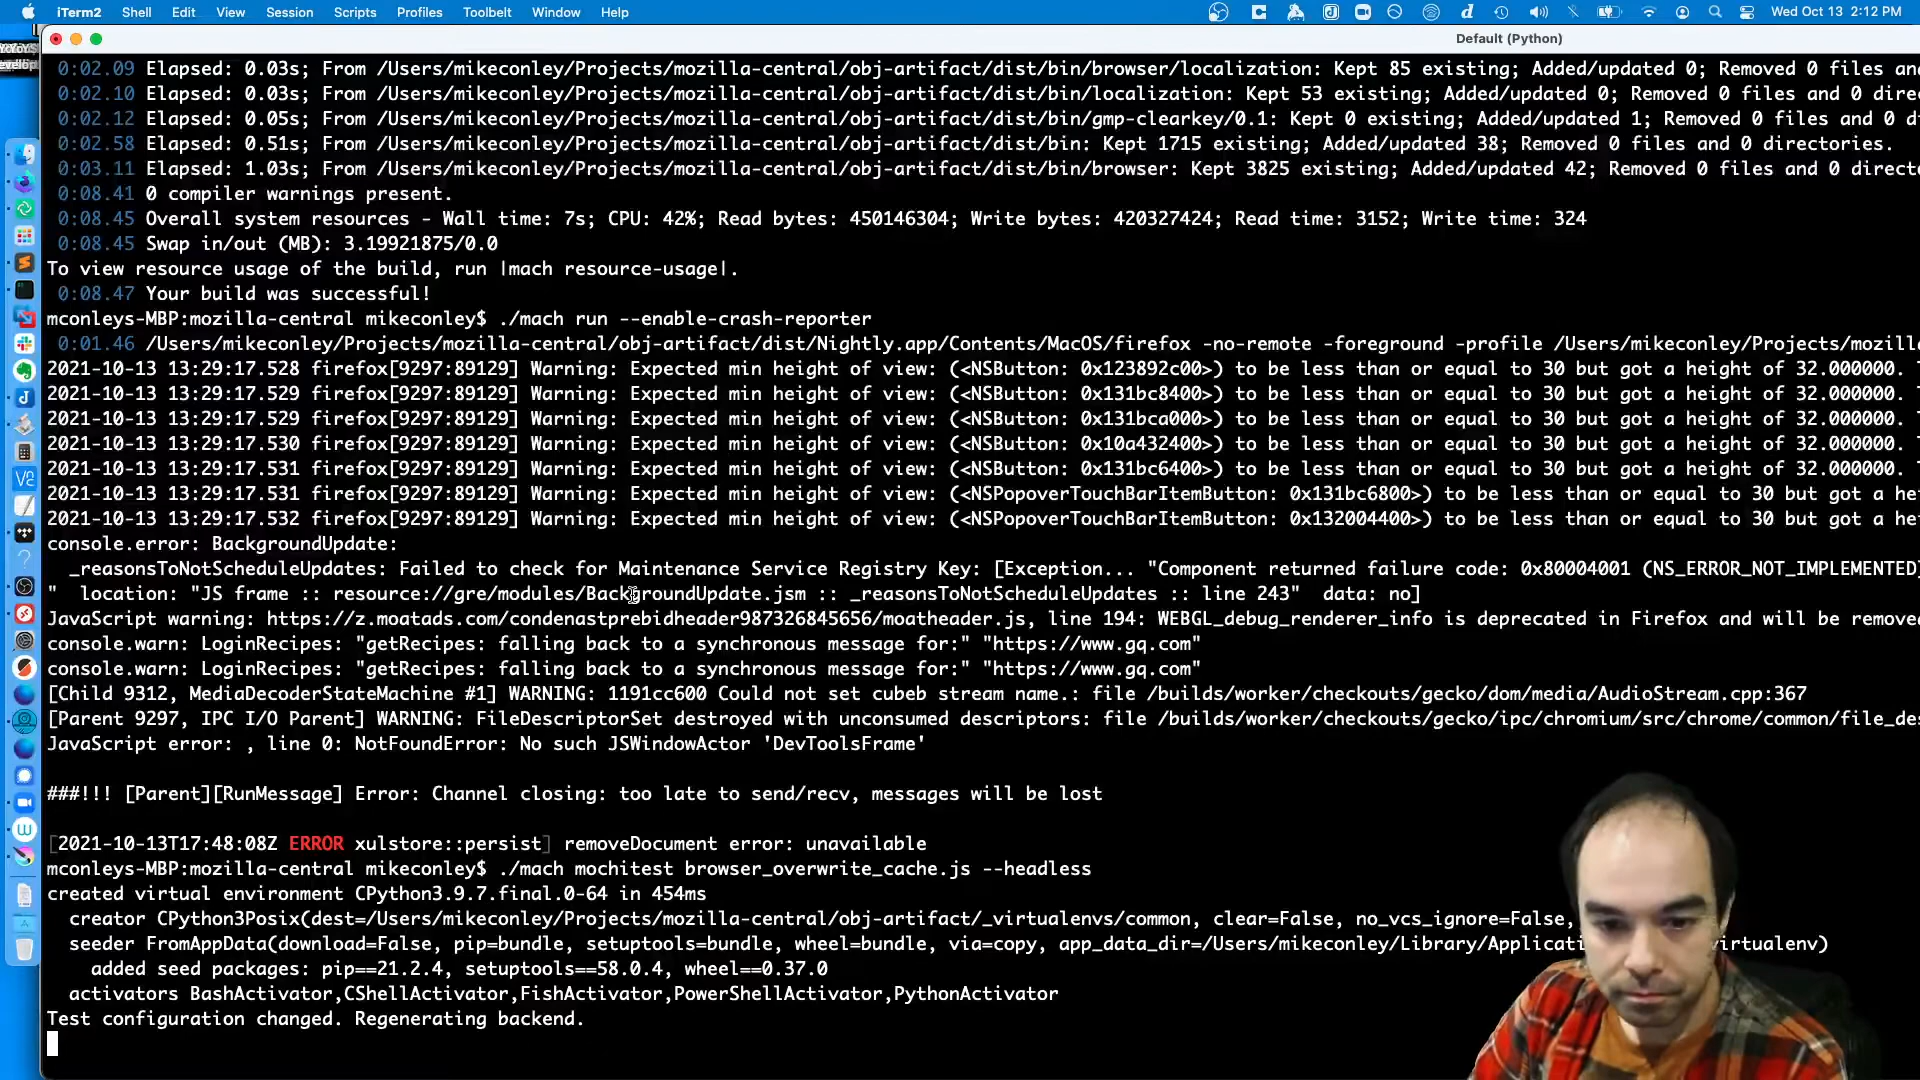 iTerm2 Shell Edit View Session Scripts Profiles Toolbelt Window Help Wed Oct 13 2:12 PM
Default (Python)
0:02.09 Elapsed: 0.03s; From /Users/mikeconley/Projects/mozilla-central/obj-artifact/dist/bin/browser/localization: Kept 85 existing; Added/updated 0; Removed 0 files an
0:02.10 Elapsed: 0.03s; From /Users/mikeconley/Projects/mozilla-central/obj-artifact/dist/bin/localization: Kept 53 existing; Added/updated 0; Removed 0 files and 0 dire
0:02.12 Elapsed: 0.05s; From /Users/mikeconley/Projects/mozilla-central/obj-artifact/dist/bin/gmp-clearkey/0.1: Kept 0 existing; Added/updated 1; Removed 0 files and 0 d
0:02.58 Elapsed: 0.51s; From /Users/mikeconley/Projects/mozilla-central/obj-artifact/dist/bin: Kept 1715 existing; Added/updated 38; Removed 0 files and 0 directories.
0:03.11 Elapsed: 1.03s; From /Users/mikeconley/Projects/mozilla-central/obj-artifact/dist/bin/browser: Kept 3825 existing; Added/updated 42; Removed 0 files and 0 direct
0:08.41 0 compiler warnings present.
0:08.45 Overall system resources - Wall time: 7s; CPU: 42%; Read bytes: 450146304; Write bytes: 420327424; Read time: 3152; Write time: 324
0:08.45 Swap in/out (MB): 3.19921875/0.0
To view resource usage of the build, run |mach resource-usage|.
0:08.47 Your build was successful!
mconleys-MBP:mozilla-central mikeconley$ ./mach run --enable-crash-reporter
0:01.46 /Users/mikeconley/Projects/mozilla-central/obj-artifact/dist/Nightly.app/Contents/MacOS/firefox -no-remote -foreground -profile /Users/mikeconley/Projects/mozill
2021-10-13 13:29:17.528 firefox[9297:89129] Warning: Expected min height of view: (<NSButton: 0x123892c00>) to be less than or equal to 30 but got a height of 32.000000.
2021-10-13 13:29:17.529 firefox[9297:89129] Warning: Expected min height of view: (<NSButton: 0x131bc8400>) to be less than or equal to 30 but got a height of 32.000000.
2021-10-13 13:29:17.529 firefox[9297:89129] Warning: Expected min height of view: (<NSButton: 0x131bca000>) to be less than or equal to 30 but got a height of 32.000000.
2021-10-13 13:29:17.530 firefox[9297:89129] Warning: Expected min height of view: (<NSButton: 0x10a432400>) to be less than or equal to 30 but got a height of 32.000000.
2021-10-13 13:29:17.531 firefox[9297:89129] Warning: Expected min height of view: (<NSButton: 0x131bc6400>) to be less than or equal to 30 but got a height of 32.000000.
2021-10-13 13:29:17.531 firefox[9297:89129] Warning: Expected min height of view: (<NSPopoverTouchBarItemButton: 0x131bc6800>) to be less than or equal to 30 but got a he
2021-10-13 13:29:17.532 firefox[9297:89129] Warning: Expected min height of view: (<NSPopoverTouchBarItemButton: 0x132004400>) to be less than or equal to 30 but got a he
console.error: BackgroundUpdate:
_reasonsToNotScheduleUpdates: Failed to check for Maintenance Service Registry Key: [Exception... "Component returned failure code: 0x80004001 (NS_ERROR_NOT_IMPLEMENTED)
" location: "JS frame :: resource://gre/modules/BackgroundUpdate.jsm :: _reasonsToNotScheduleUpdates :: line 243" data: no]
JavaScript warning: https://z.moatads.com/condenastprebidheader987326845656/moatheader.js, line 194: WEBGL_debug_renderer_info is deprecated in Firefox and will be remove
console.warn: LoginRecipes: "getRecipes: falling back to a synchronous message for:" "https://www.gq.com"
console.warn: LoginRecipes: "getRecipes: falling back to a synchronous message for:" "https://www.gq.com"
[Child 9312, MediaDecoderStateMachine #1] WARNING: 1191cc600 Could not set cubeb stream name.: file /builds/worker/checkouts/gecko/dom/media/AudioStream.cpp:367
[Parent 9297, IPC I/O Parent] WARNING: FileDescriptorSet destroyed with unconsumed descriptors: file /builds/worker/checkouts/gecko/ipc/chromium/src/chrome/common/file_des
JavaScript error: , line 0: NotFoundError: No such JSWindowActor 'DevToolsFrame'
###!!! [Parent][RunMessage] Error: Channel closing: too late to send/recv, messages will be lost
[2021-10-13T17:48:08Z ERROR xulstore::persist] removeDocument error: unavailable
mconleys-MBP:mozilla-central mikeconley$ ./mach mochitest browser_overwrite_cache.js --headless
created virtual environment CPython3.9.7.final.0-64 in 454ms
creator CPython3Posix(dest=/Users/mikeconley/Projects/mozilla-central/obj-artifact/_virtualenvs/common, clear=False, no_vcs_ignore=False,
seeder FromAppData(download=False, pip=bundle, setuptools=bundle, wheel=bundle, via=copy, app_data_dir=/Users/mikeconley/Library/Applicati virtualenv)
added seed packages: pip==21.2.4, setuptools==58.0.4, wheel==0.37.0
activators BashActivator,CShellActivator,FishActivator,PowerShellActivator,PythonActivator
Test configuration changed. Regenerating backend.